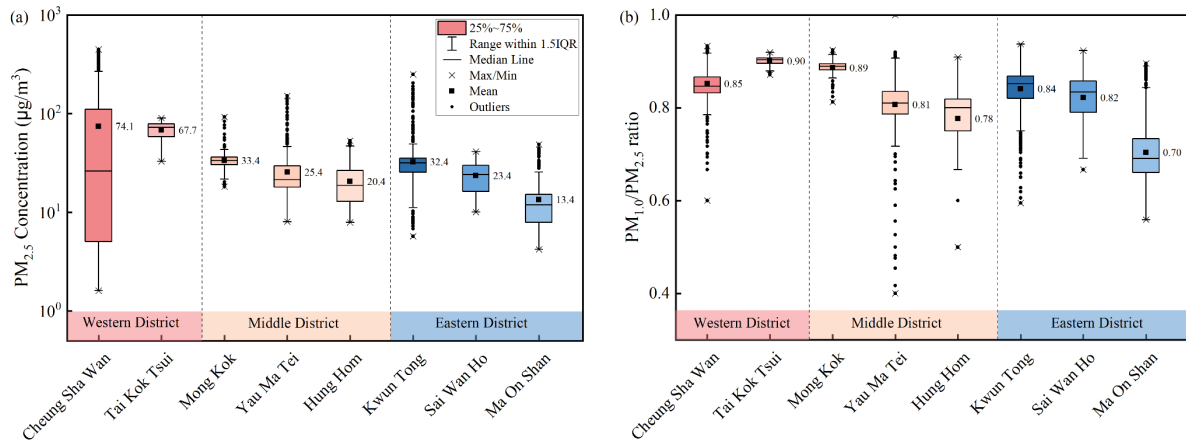 (a)
PM2.5 Concentration (μg/m3)
103
102
101
100
25%~75%
Range within 1.5IQR
Median Line
Max/Min
Mean
Outliers
74.1
67.7
33.4
25.4
20.4
32.4
23.4
13.4
Western District
Middle District
Eastern District
Cheung Sha Wan
Tai Kok Tsui
Mong Kok
Yau Ma Tei
Hung Hom
Kwun Tong
Sai Wan Ho
Ma On Shan
(b)
PM1.0/PM2.5 ratio
1.0
0.8
0.6
0.4
0.85
0.90
0.89
0.81
0.78
0.84
0.82
0.70
Western District
Middle District
Eastern District
Cheung Sha Wan
Tai Kok Tsui
Mong Kok
Yau Ma Tei
Hung Hom
Kwun Tong
Sai Wan Ho
Ma On Shan